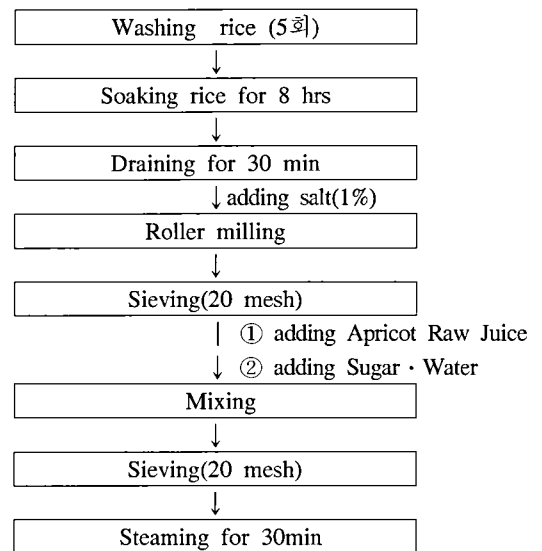 Washing rice (5회)
↓
Soaking rice for 8 hrs
↓
Draining for 30 min
↓ adding salt(1%)
Roller milling
↓
Sieving(20 mesh)
① adding Apricot Raw Juice
↓ ② adding Sugar · Water
Mixing
↓
Sieving(20 mesh)
↓
Steaming for 30min